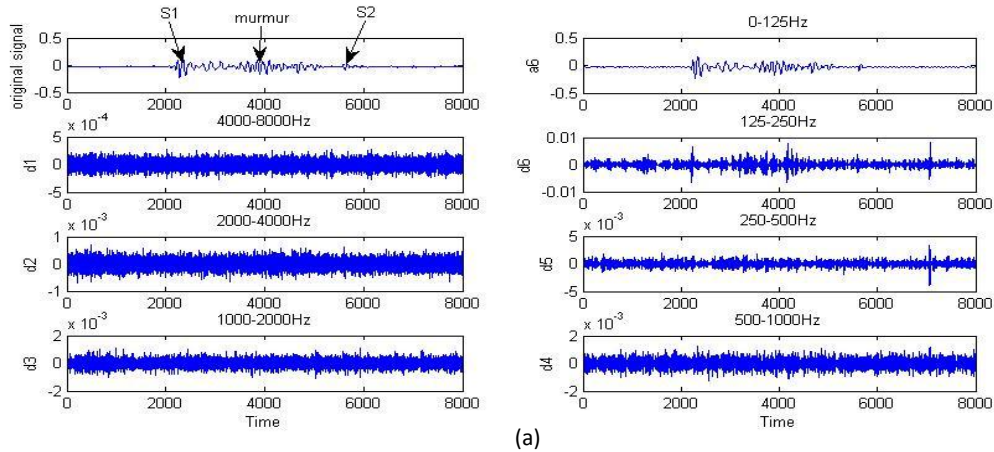 S1
murmur
S2
0-125Hz
original signal
0.5
0
-0.5
0 2000 4000 6000 8000
a6
0.5
0
-0.5
0 2000 4000 6000 8000
x 10^-4
4000-8000Hz
125-250Hz
d1
5
0
-5
0 2000 4000 6000 8000
d6
0.01
0
-0.01
0 2000 4000 6000 8000
x 10^-3
2000-4000Hz
x 10^-3
250-500Hz
d2
1
0
-1
0 2000 4000 6000 8000
d5
5
0
-5
0 2000 4000 6000 8000
x 10^-3
1000-2000Hz
x 10^-3
500-1000Hz
d3
2
0
-2
0 2000 4000 6000 8000
Time
d4
2
0
-2
0 2000 4000 6000 8000
Time
(a)